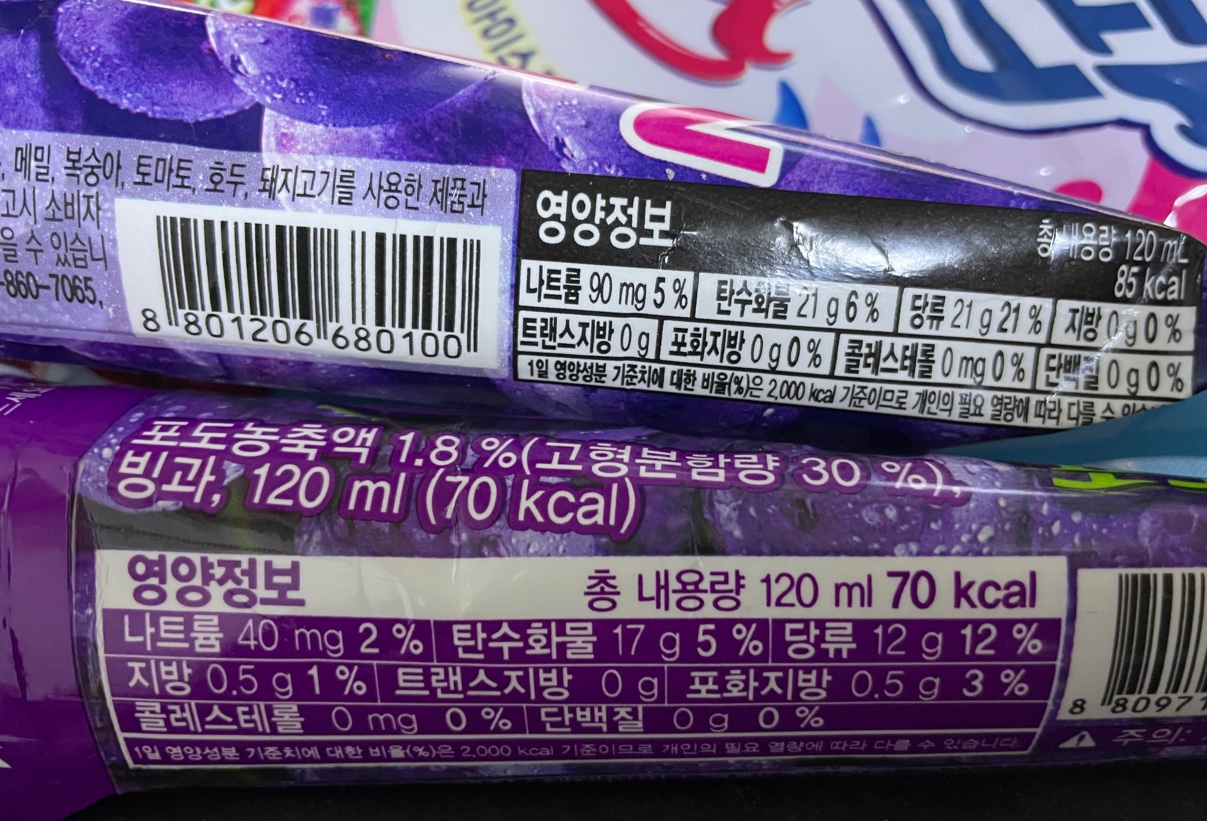 아이스
, 메밀, 복숭아, 토마토, 호두, 돼지고기를 사용한 제품과
고시 소비자
을 수 있습니
-860-7065,
8 801206 680100
영양정보
총 내용량 120 mL
85 kcal
나트륨 90 mg 5 % 탄수화물 21 g 6 % 당류 21 g 21 % 지방 0 g 0 %
트랜스지방 0 g 포화지방 0 g 0 % 콜레스테롤 0 mg 0 % 단백질 0 g 0 %
1일 영양성분 기준치에 대한 비율(%)은 2,000 kcal 기준이므로 개인의 필요 열량에 따라 다를 수
포도농축액 1.8 %(고형분함량 30 %),
빙과, 120 ml (70 kcal)
영양정보 총 내용량 120 ml 70 kcal
나트륨 40 mg 2 % 탄수화물 17 g 5 % 당류 12 g 12 %
지방 0.5 g 1 % 트랜스지방 0 g 포화지방 0.5 g 3 %
콜레스테롤 0 mg 0 % 단백질 0 g 0 %
1일 영양성분 기준치에 대한 비율(%)은 2,000 kcal 기준이므로 개인의 필요 열량에 따라 다를 수 있습니다.
8 80971
주의: